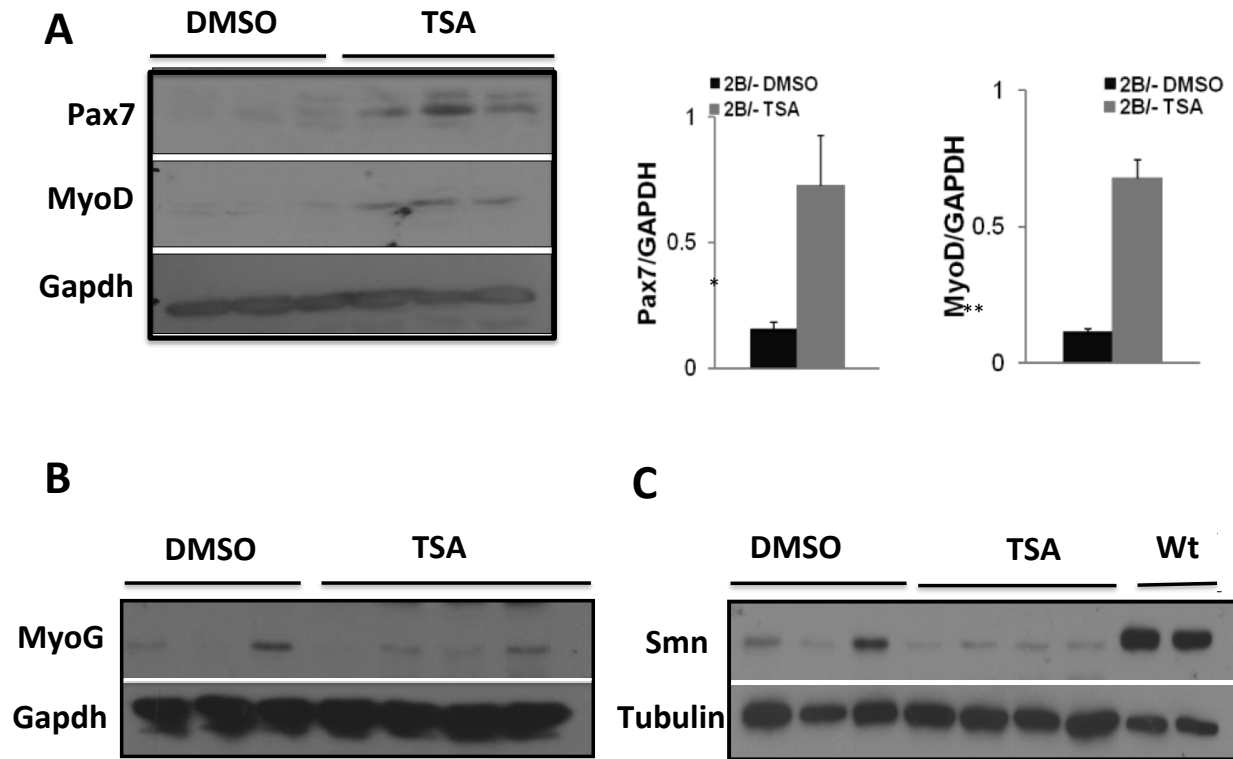 A
DMSO TSA
Pax7
MyoD
Gapdh
2B/- DMSO
2B/- TSA
1
0.5
0
Pax7/GAPDH
*
2B/- DMSO
2B/- TSA
1
0.5
0
MyoD/GAPDH
**
B
DMSO TSA
MyoG
Gapdh
C
DMSO TSA Wt
Smn
Tubulin